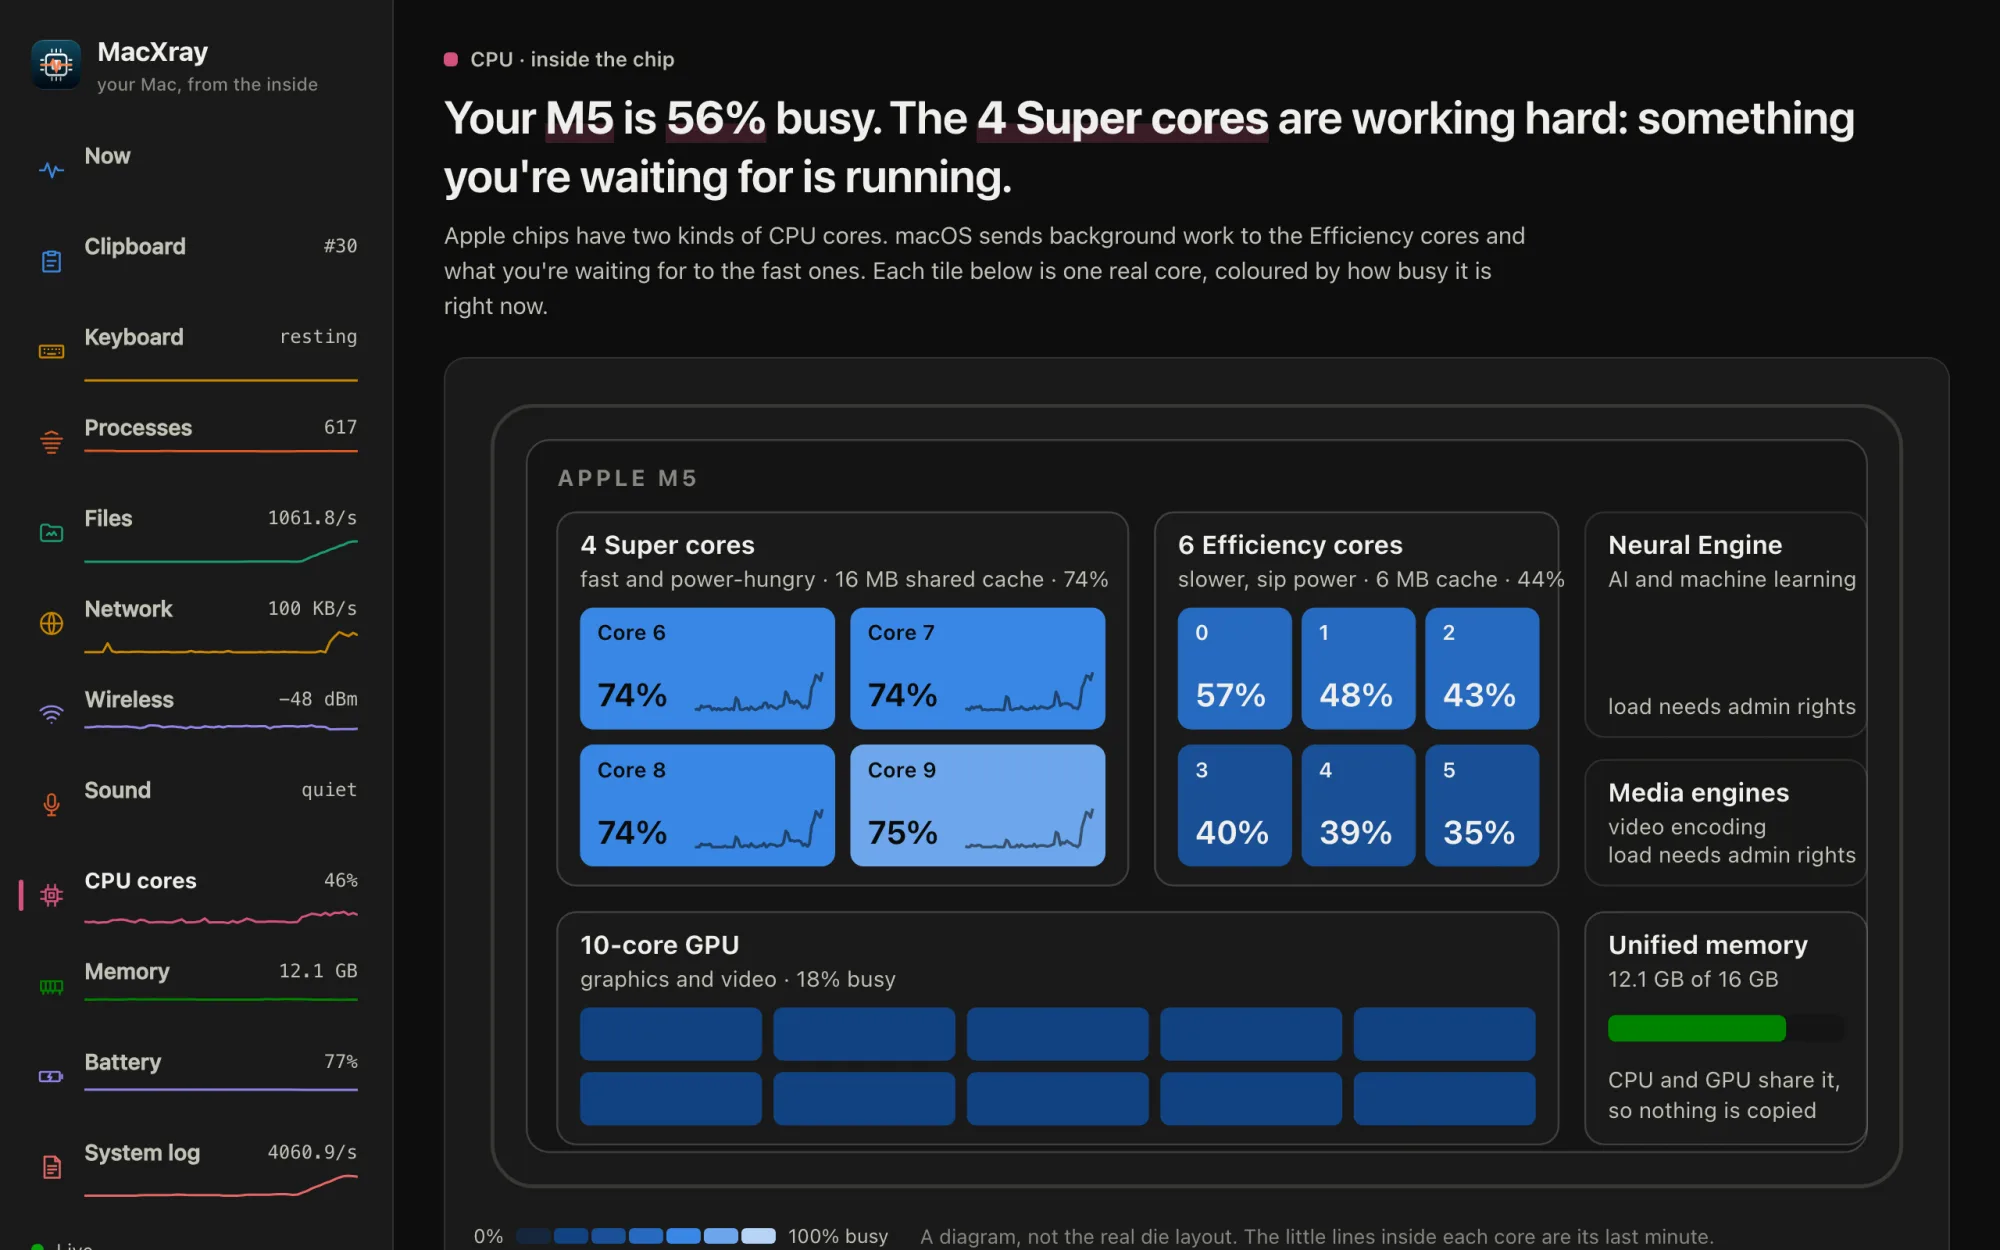 MacXray
your Mac, from the inside
Now
Clipboard #30
Keyboard resting
Processes 617
Files 1061.8/s
Network 100 KB/s
Wireless −48 dBm
Sound quiet
CPU cores 46%
Memory 12.1 GB
Battery 77%
System log 4060.9/s
Live
CPU · inside the chip
Your M5 is 56% busy. The 4 Super cores are working hard: something
you're waiting for is running.
Apple chips have two kinds of CPU cores. macOS sends background work to the Efficiency cores and
what you're waiting for to the fast ones. Each tile below is one real core, coloured by how busy it is
right now.
APPLE M5
4 Super cores
fast and power-hungry · 16 MB shared cache · 74%
Core 6
74%
Core 7
74%
Core 8
74%
Core 9
75%
6 Efficiency cores
slower, sip power · 6 MB cache · 44%
0
57%
1
48%
2
43%
3
40%
4
39%
5
35%
Neural Engine
AI and machine learning
load needs admin rights
Media engines
video encoding
load needs admin rights
10-core GPU
graphics and video · 18% busy
Unified memory
12.1 GB of 16 GB
CPU and GPU share it,
so nothing is copied
0% 100% busy
A diagram, not the real die layout. The little lines inside each core are its last minute.